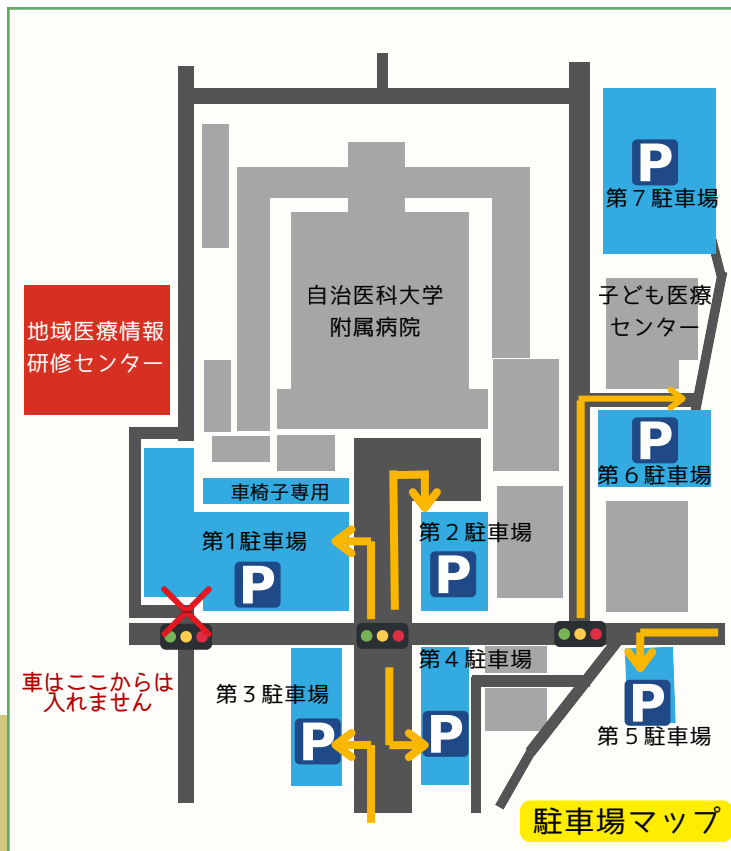 P
第７駐車場
自治医科大学
附属病院
子ども医療
センター
地域医療情報
研修センター
P
第６駐車場
車椅子専用
第1駐車場
P
第２駐車場
P
車はここからは
入れません
第３駐車場
P
第４駐車場
P
P
第５駐車場
駐車場マップ